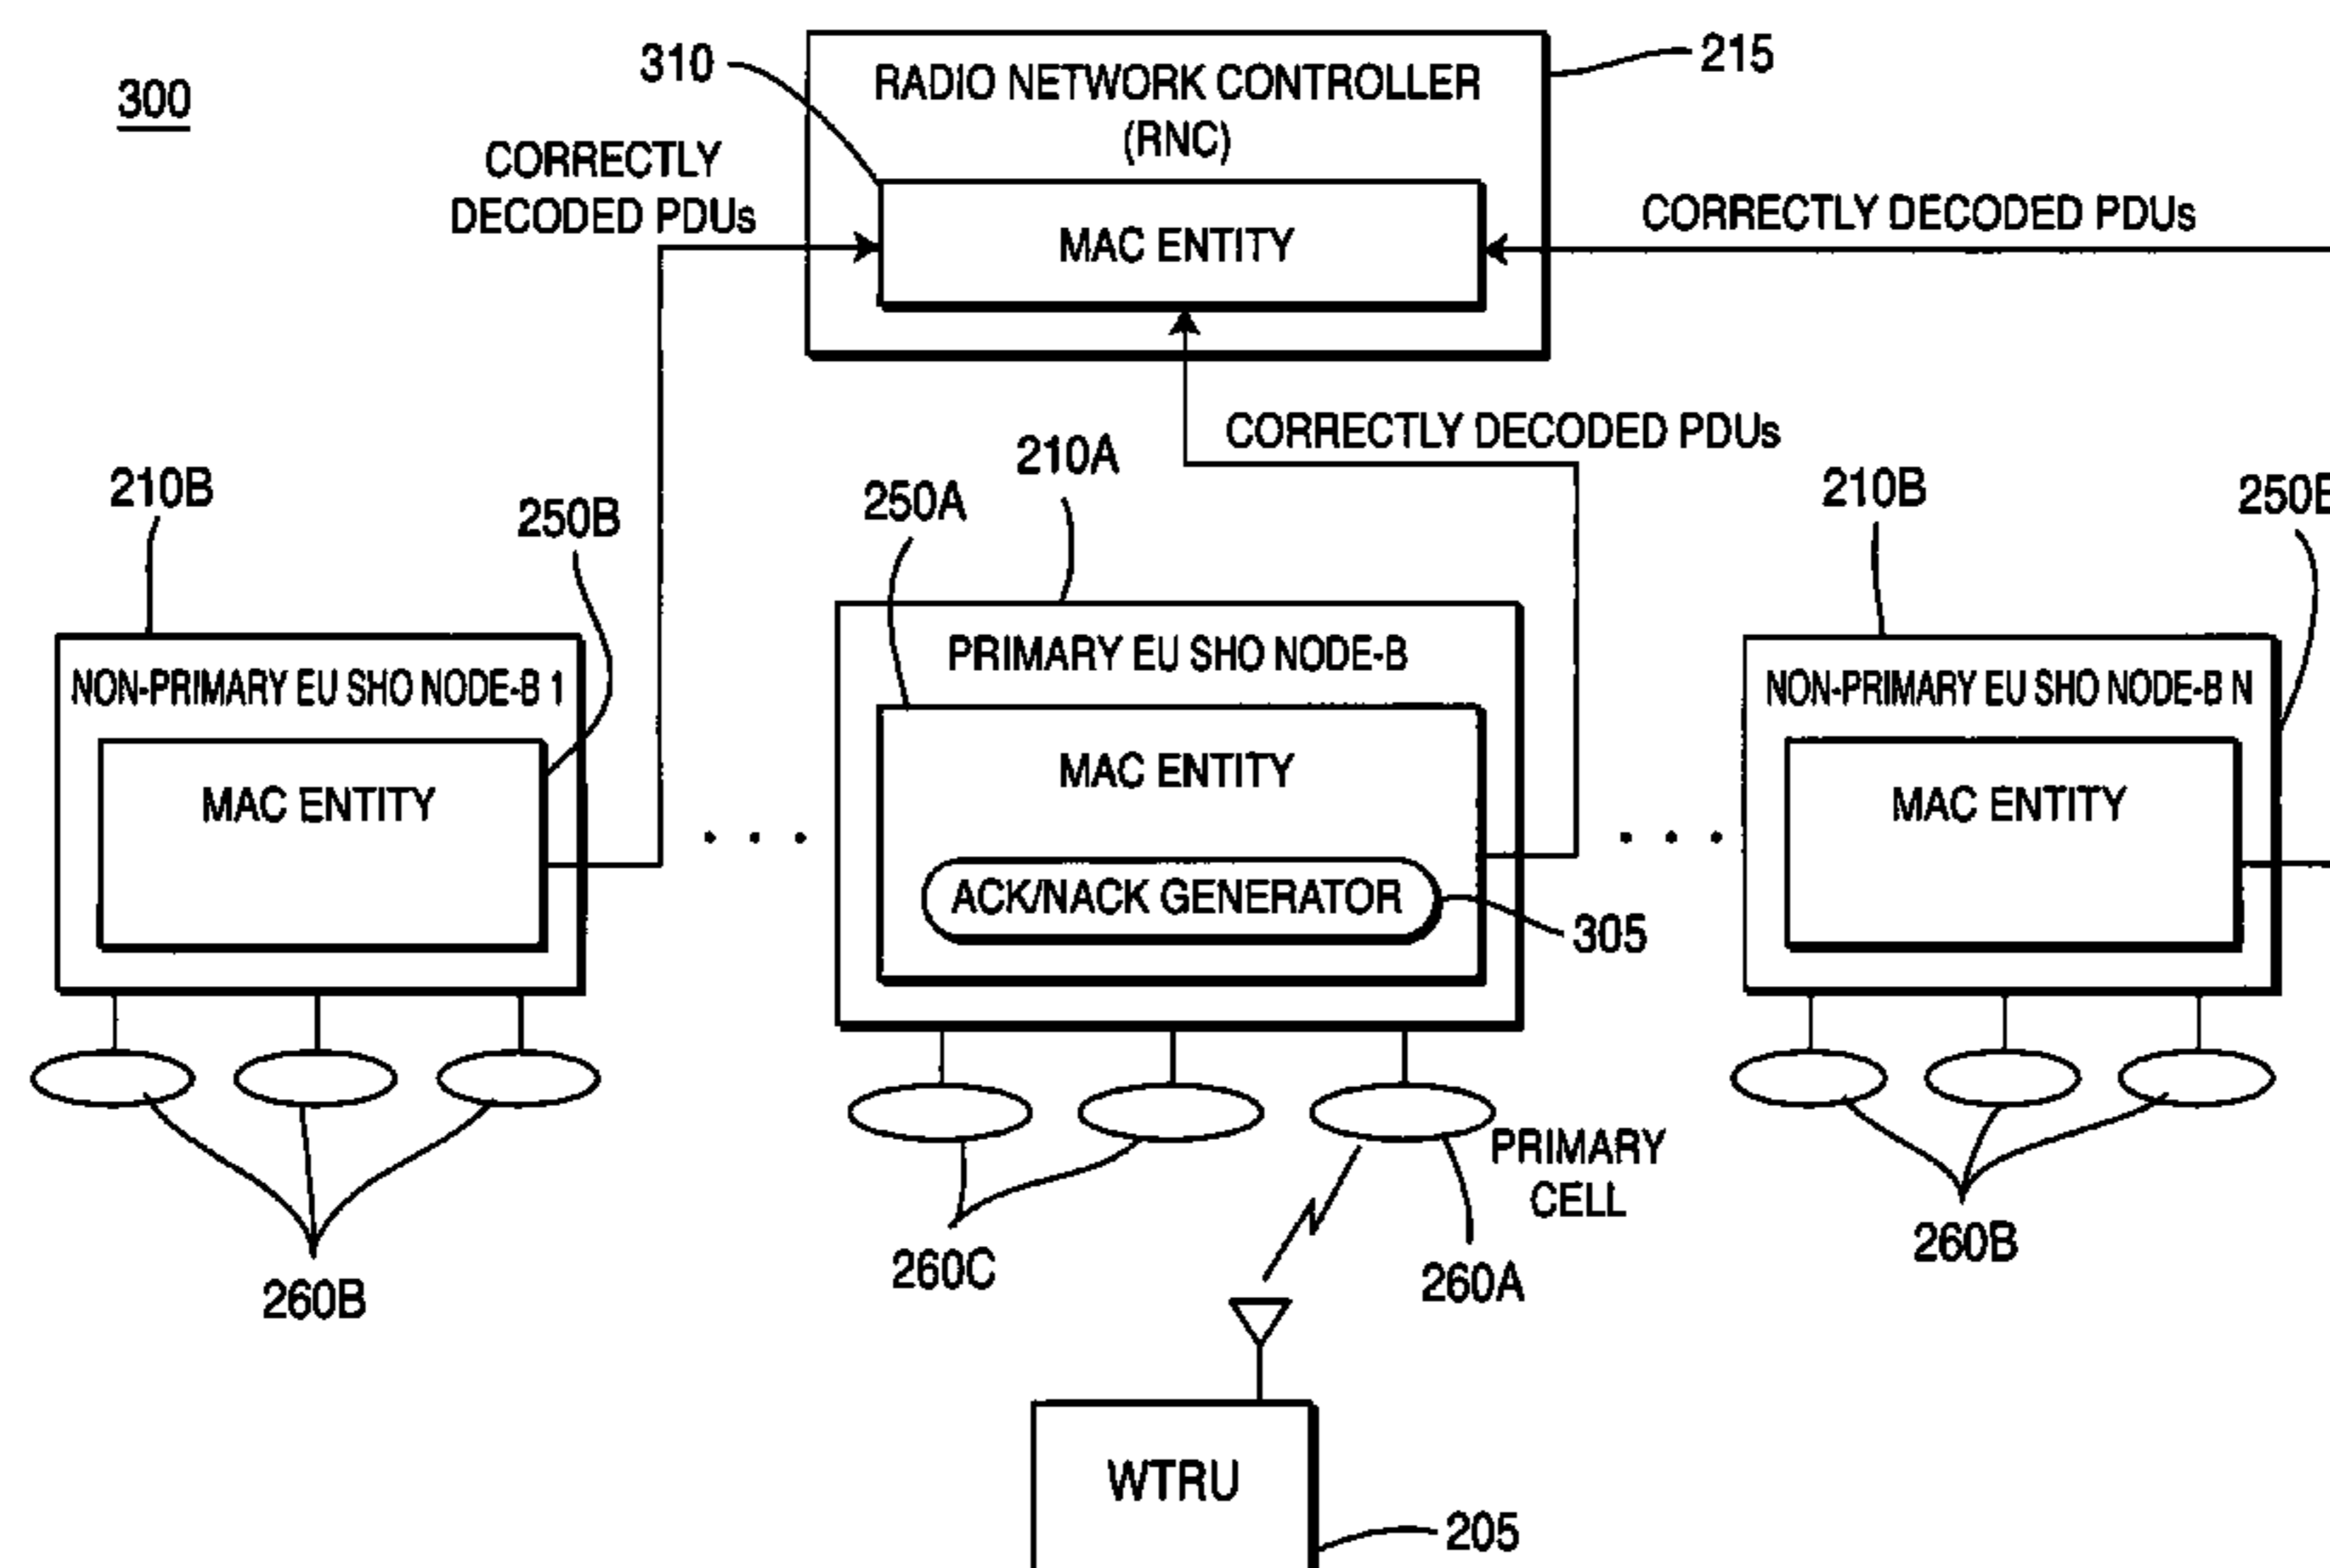 300
310
RADIO NETWORK CONTROLLER
(RNC)
215
CORRECTLY
DECODED PDUs
MAC ENTITY
CORRECTLY DECODED PDUs
CORRECTLY DECODED PDUs
210B
250B
250A
210A
210B
NON-PRIMARY EU SHO NODE-B 1
MAC ENTITY
PRIMARY EU SHO NODE-B
MAC ENTITY
ACK/NACK GENERATOR
305
NON-PRIMARY EU SHO NODE-B N
MAC ENTITY
260B
260C
PRIMARY
CELL
260A
260B
WTRU
205